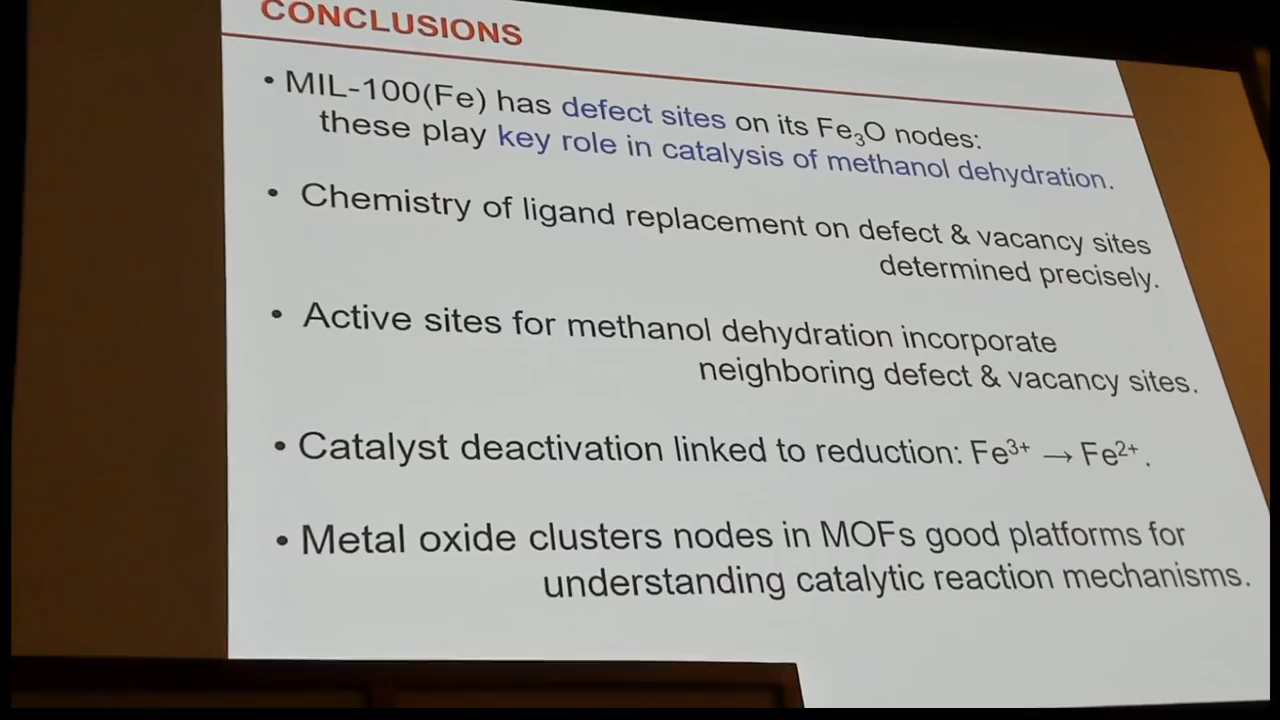 CONCLUSIONS
• MIL-100(Fe) has defect sites on its Fe₃O nodes:
these play key role in catalysis of methanol dehydration.
• Chemistry of ligand replacement on defect & vacancy sites
determined precisely.
• Active sites for methanol dehydration incorporate
neighboring defect & vacancy sites.
• Catalyst deactivation linked to reduction: Fe³⁺ → Fe²⁺.
• Metal oxide clusters nodes in MOFs good platforms for
understanding catalytic reaction mechanisms.